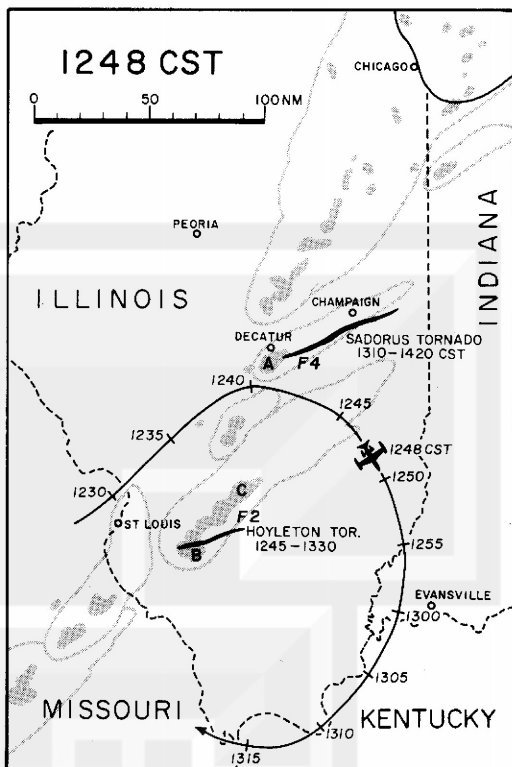 1248 CST
0 50 100 NM
CHICAGO
PEORIA
ILLINOIS
INDIANA
CHAMPAIGN
DECATUR
SADORUS TORNADO
1310-1420 CST
A
F4
1240
1245
1235
1248 CST
1250
1230
C
ST LOUIS
F2
HOYLETON TOR.
1245-1330
B
1255
EVANSVILLE
1300
1305
MISSOURI
KENTUCKY
1310
1315